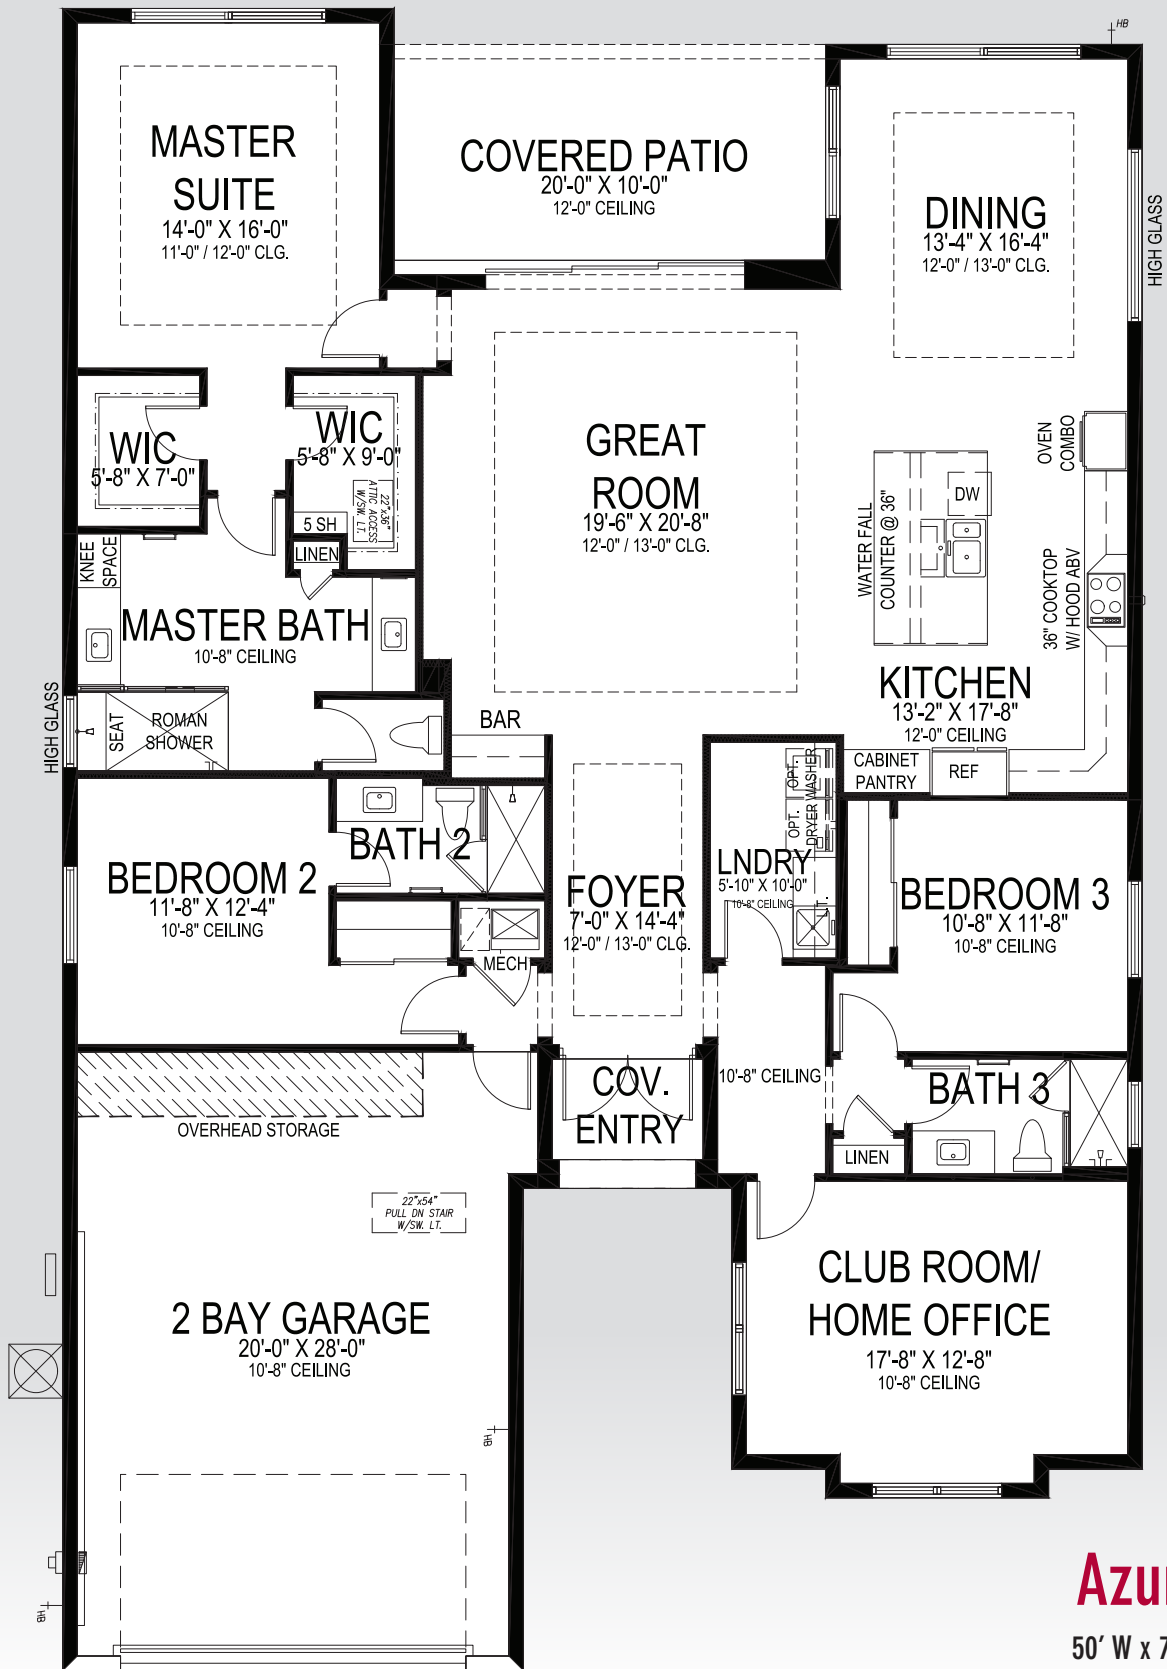 HB
MASTER
SUITE
14'-0" X 16'-0"
11'-0" / 12'-0" CLG.
COVERED PATIO
20'-0" X 10'-0"
12'-0" CEILING
DINING
13'-4" X 16'-4"
12'-0" / 13'-0" CLG.
HIGH GLASS
WIC
5'-8" X 7'-0"
WIC
5'-8" X 9'-0"
22"x36"
ATTIC ACCESS
W/SW. LT.
5 SH
LINEN
GREAT
ROOM
19'-6" X 20'-8"
12'-0" / 13'-0" CLG.
OVEN
COMBO
DW
WATER FALL
COUNTER @ 36"
36" COOKTOP
W/ HOOD ABV
KNEE
SPACE
MASTER BATH
10'-8" CEILING
KITCHEN
13'-2" X 17'-8"
12'-0" CEILING
HIGH GLASS
SEAT
ROMAN
SHOWER
BAR
CABINET
PANTRY
REF
OPT.
WASHER
OPT.
DRYER
BATH 2
BEDROOM 2
11'-8" X 12'-4"
10'-8" CEILING
FOYER
7'-0" X 14'-4"
12'-0" / 13'-0" CLG.
LNDRY
5'-10" X 10'-0"
10'-8" CEILING
L.T.
BEDROOM 3
10'-8" X 11'-8"
10'-8" CEILING
MECH
10'-8" CEILING
COV.
ENTRY
BATH 3
LINEN
OVERHEAD STORAGE
22"x54"
PULL DN STAIR
W/SW. LT.
2 BAY GARAGE
20'-0" X 28'-0"
10'-8" CEILING
CLUB ROOM/
HOME OFFICE
17'-8" X 12'-8"
10'-8" CEILING
HB
HB
Azu
50' W x 7